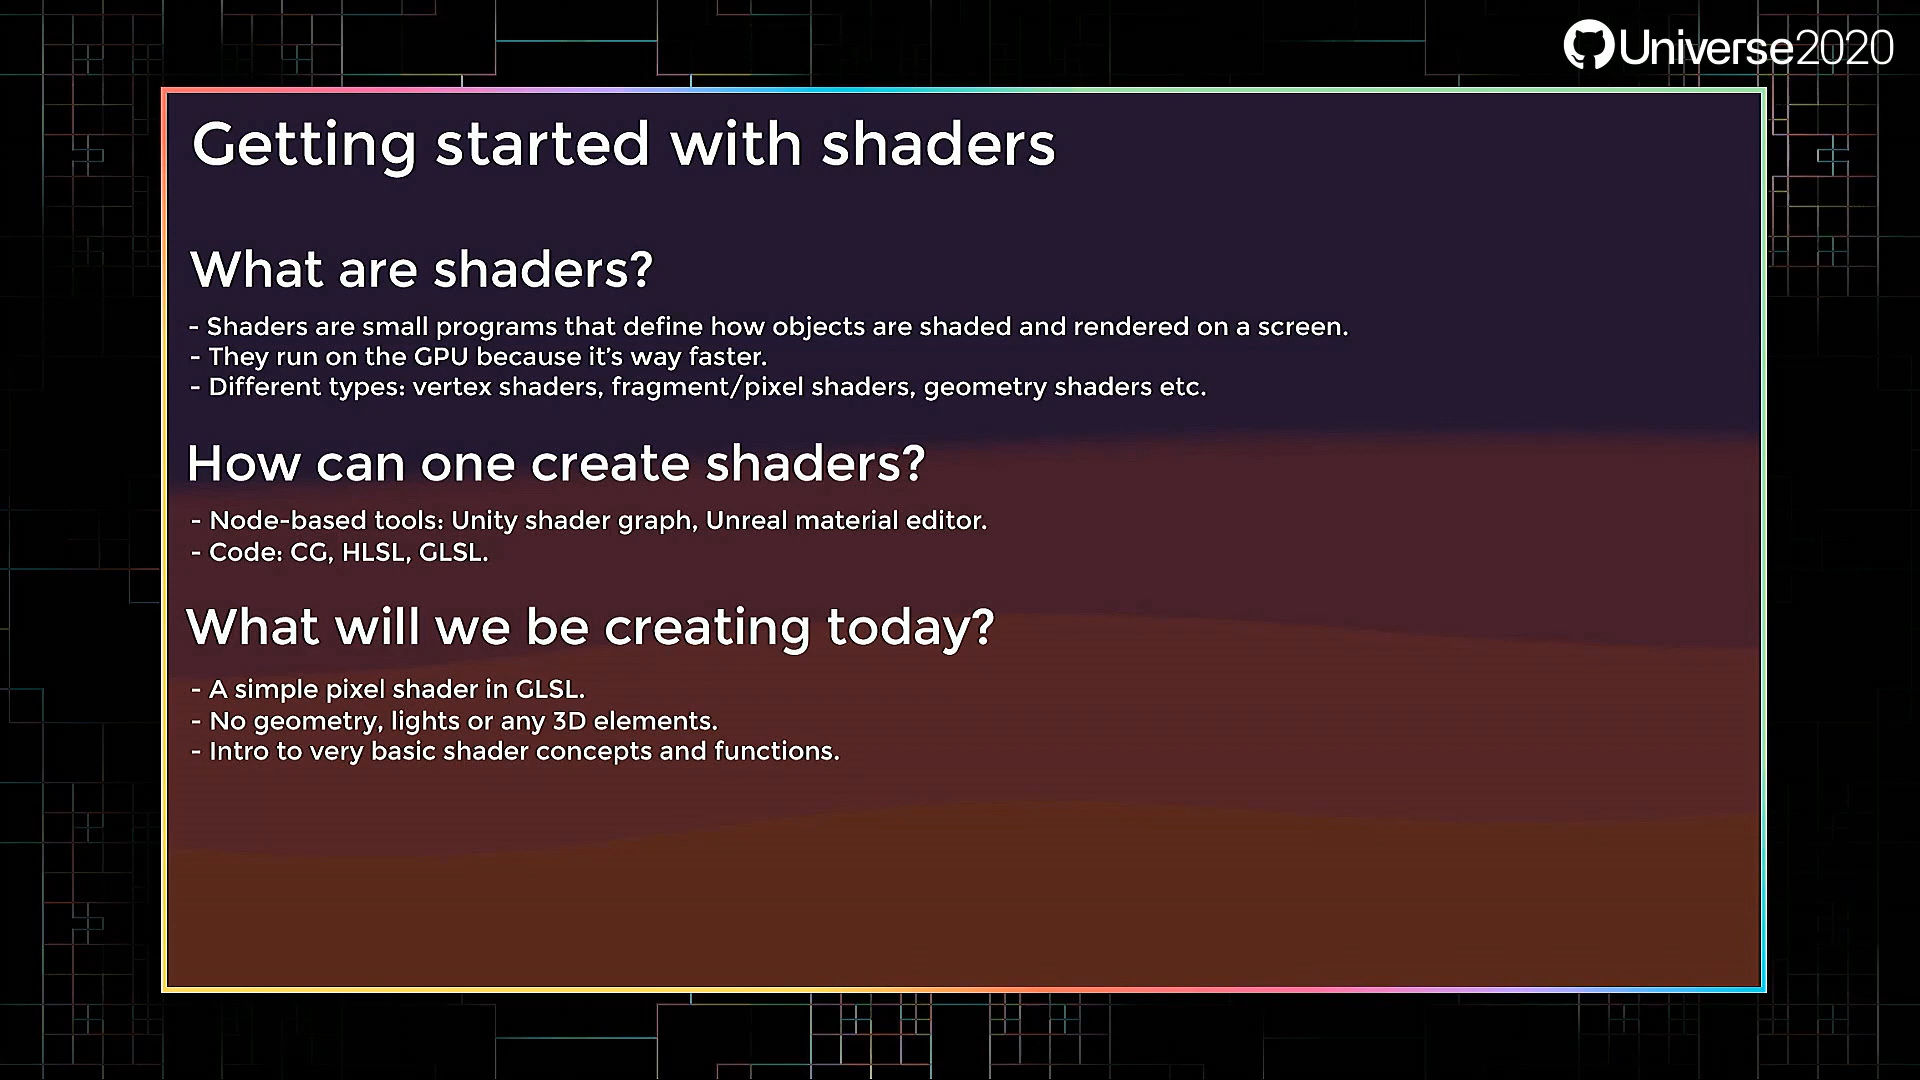 Universe2020
Getting started with shaders
What are shaders?
- Shaders are small programs that define how objects are shaded and rendered on a screen.
- They run on the GPU because it’s way faster.
- Different types: vertex shaders, fragment/pixel shaders, geometry shaders etc.
How can one create shaders?
- Node-based tools: Unity shader graph, Unreal material editor.
- Code: CG, HLSL, GLSL.
What will we be creating today?
- A simple pixel shader in GLSL.
- No geometry, lights or any 3D elements.
- Intro to very basic shader concepts and functions.